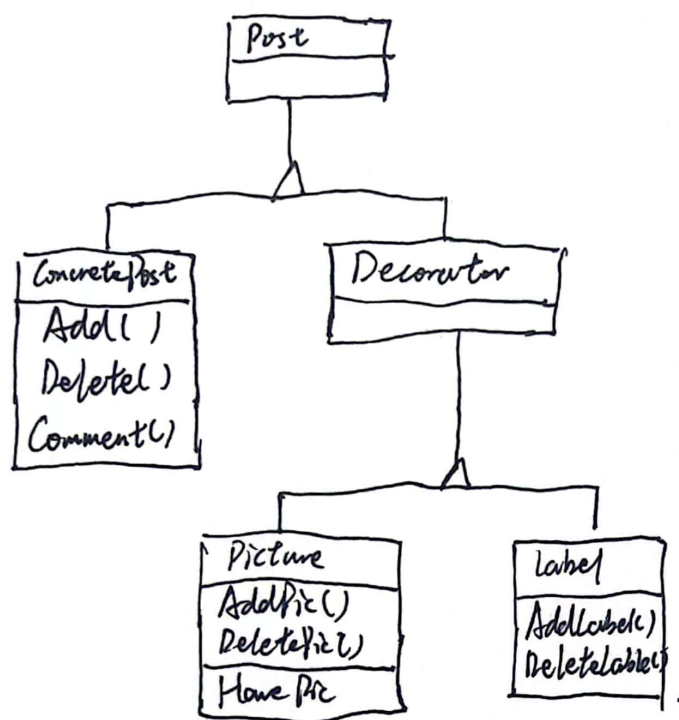 Post
ConcretePost
Add( )
Delete( )
Comment( )
Decorator
Picture
AddPic( )
DeletePic( )
Have Pic
Label
AddLabel( )
DeleteLable( )